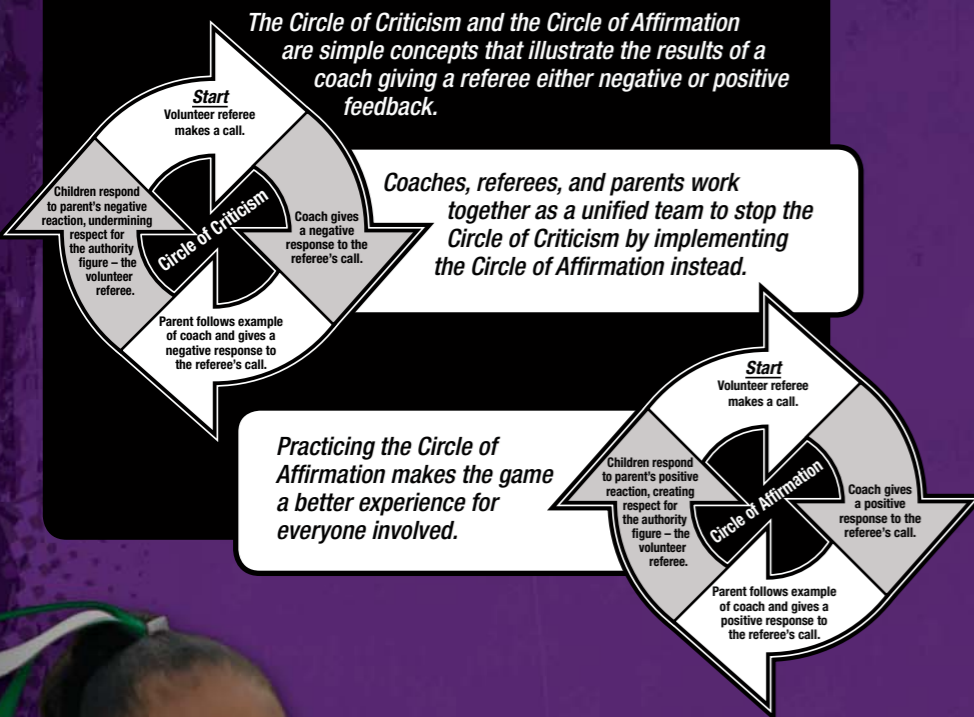 The Circle of Criticism and the Circle of Affirmation
are simple concepts that illustrate the results of a
coach giving a referee either negative or positive
feedback.
Start
Volunteer referee
makes a call.
Coach gives
a negative
response to the
referee's call.
Parent follows example
of coach and gives a
negative response to
the referee's call.
Children respond
to parent's negative
reaction, undermining
respect for
the authority
figure – the
volunteer
referee.
Circle of Criticism
Coaches, referees, and parents work
together as a unified team to stop the
Circle of Criticism by implementing
the Circle of Affirmation instead.
Practicing the Circle of
Affirmation makes the game
a better experience for
everyone involved.
Start
Volunteer referee
makes a call.
Coach gives
a positive
response to the
referee's call.
Parent follows example
of coach and gives a
positive response to
the referee's call.
Children respond
to parent's positive
reaction, creating
respect for
the authority
figure – the
volunteer
referee.
Circle of Affirmation